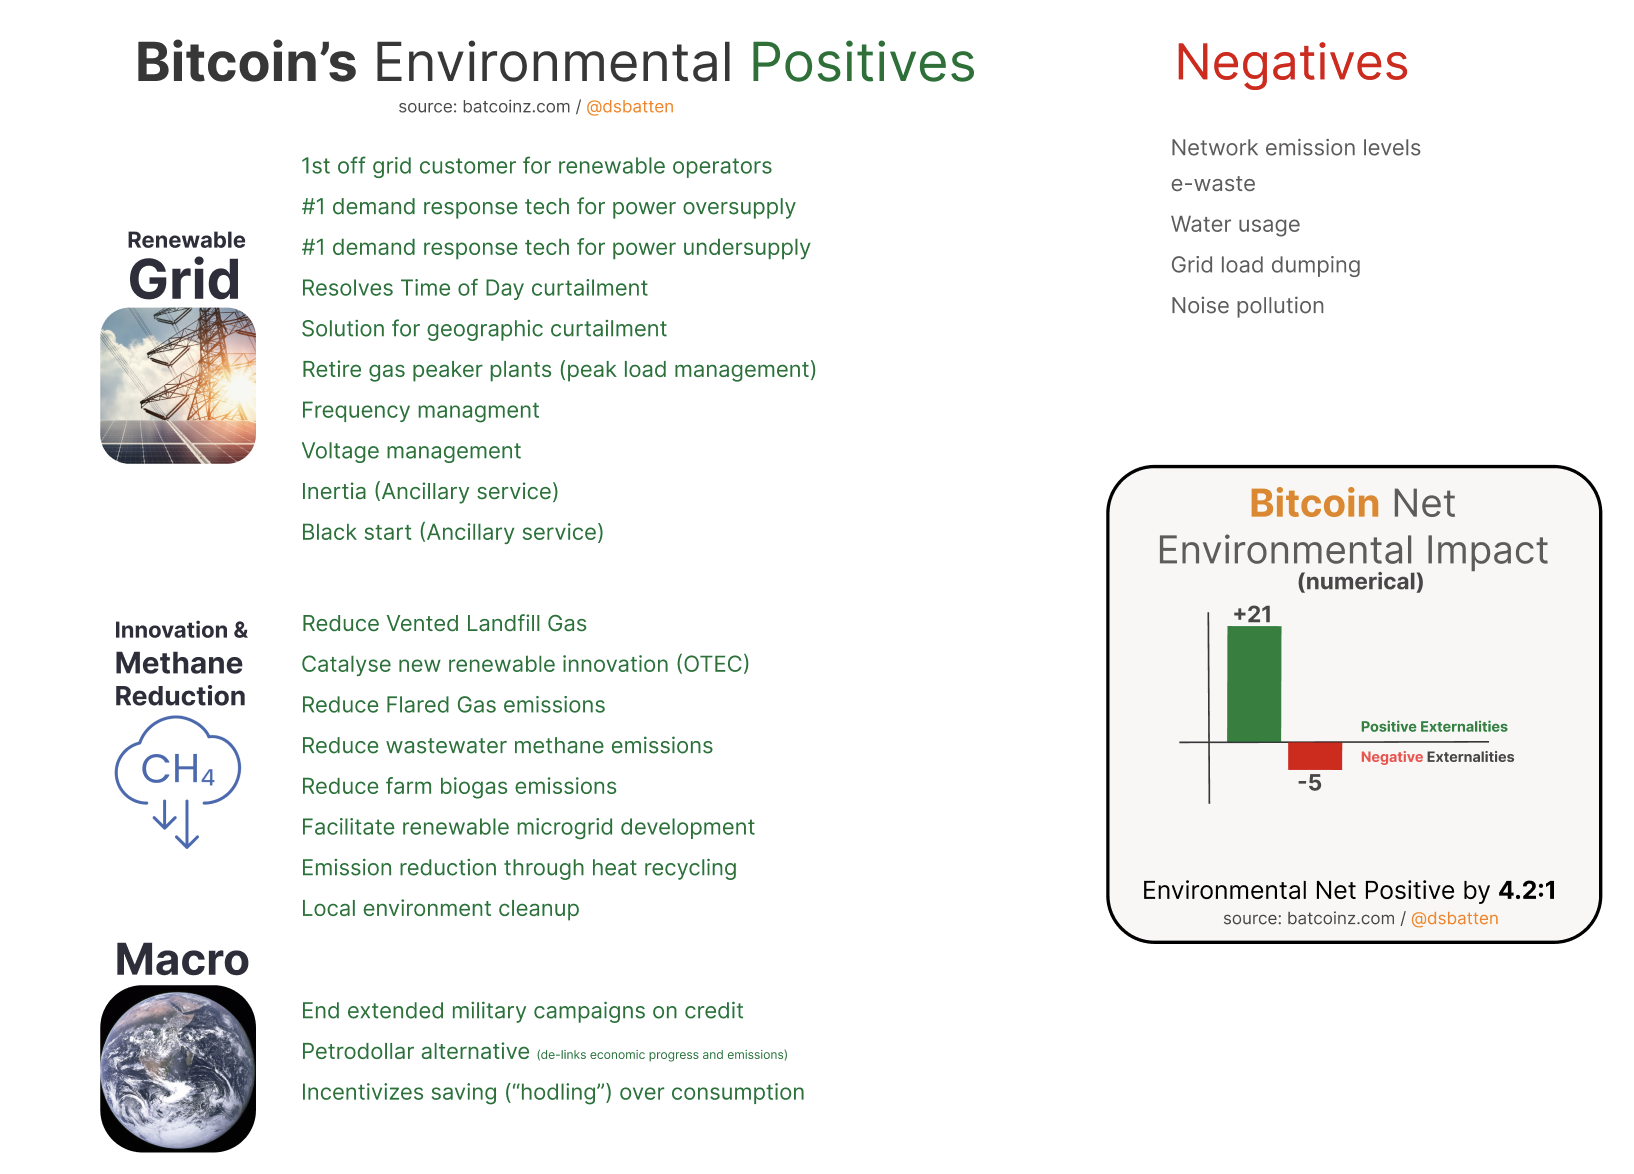 Bitcoin’s Environmental Positives
source: batcoinz.com / @dsbatten
Renewable
Grid
1st off grid customer for renewable operators
#1 demand response tech for power oversupply
#1 demand response tech for power undersupply
Resolves Time of Day curtailment
Solution for geographic curtailment
Retire gas peaker plants (peak load management)
Frequency managment
Voltage management
Inertia (Ancillary service)
Black start (Ancillary service)
Innovation &
Methane
Reduction
CH₄
Reduce Vented Landfill Gas
Catalyse new renewable innovation (OTEC)
Reduce Flared Gas emissions
Reduce wastewater methane emissions
Reduce farm biogas emissions
Facilitate renewable microgrid development
Emission reduction through heat recycling
Local environment cleanup
Macro
End extended military campaigns on credit
Petrodollar alternative (de-links economic progress and emissions)
Incentivizes saving (“hodling”) over consumption
Negatives
Network emission levels
e-waste
Water usage
Grid load dumping
Noise pollution
Bitcoin Net
Environmental Impact
(numerical)
+21
Positive Externalities
Negative Externalities
-5
Environmental Net Positive by 4.2:1
source: batcoinz.com / @dsbatten